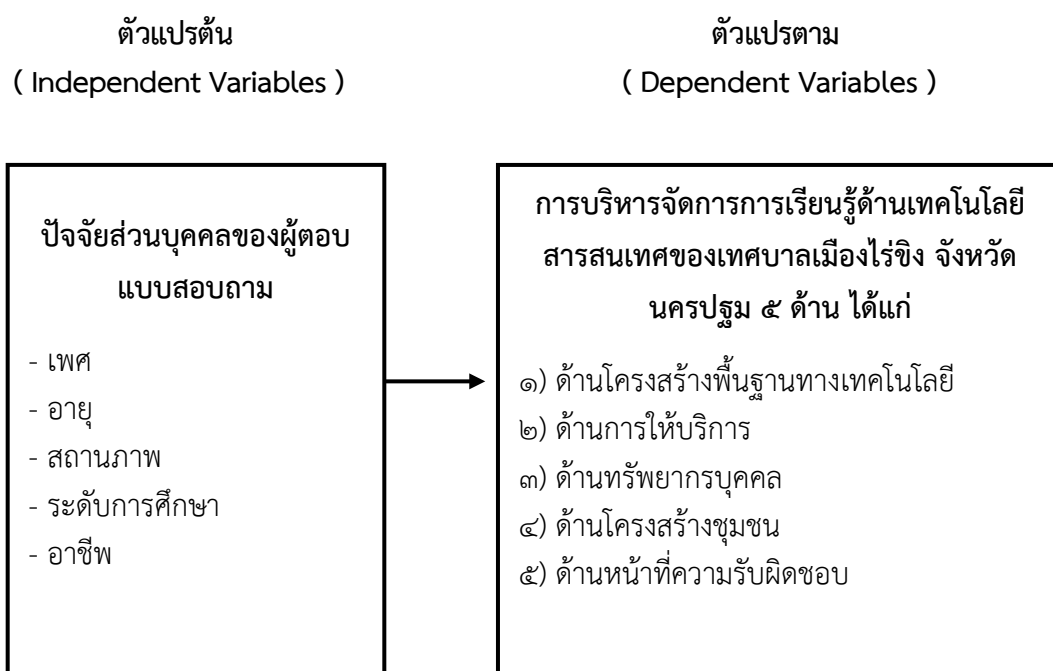 ตัวแปรต้น
( Independent Variables )
ตัวแปรตาม
( Dependent Variables )
ปัจจัยส่วนบุคคลของผู้ตอบ
แบบสอบถาม
- เพศ
- อายุ
- สถานภาพ
- ระดับการศึกษา
- อาชีพ
การบริหารจัดการการเรียนรู้ด้านเทคโนโลยี
สารสนเทศของเทศบาลเมืองไร่ขิง จังหวัด
นครปฐม ๕ ด้าน ได้แก่
๑) ด้านโครงสร้างพื้นฐานทางเทคโนโลยี
๒) ด้านการให้บริการ
๓) ด้านทรัพยากรบุคคล
๔) ด้านโครงสร้างชุมชน
๕) ด้านหน้าที่ความรับผิดชอบ